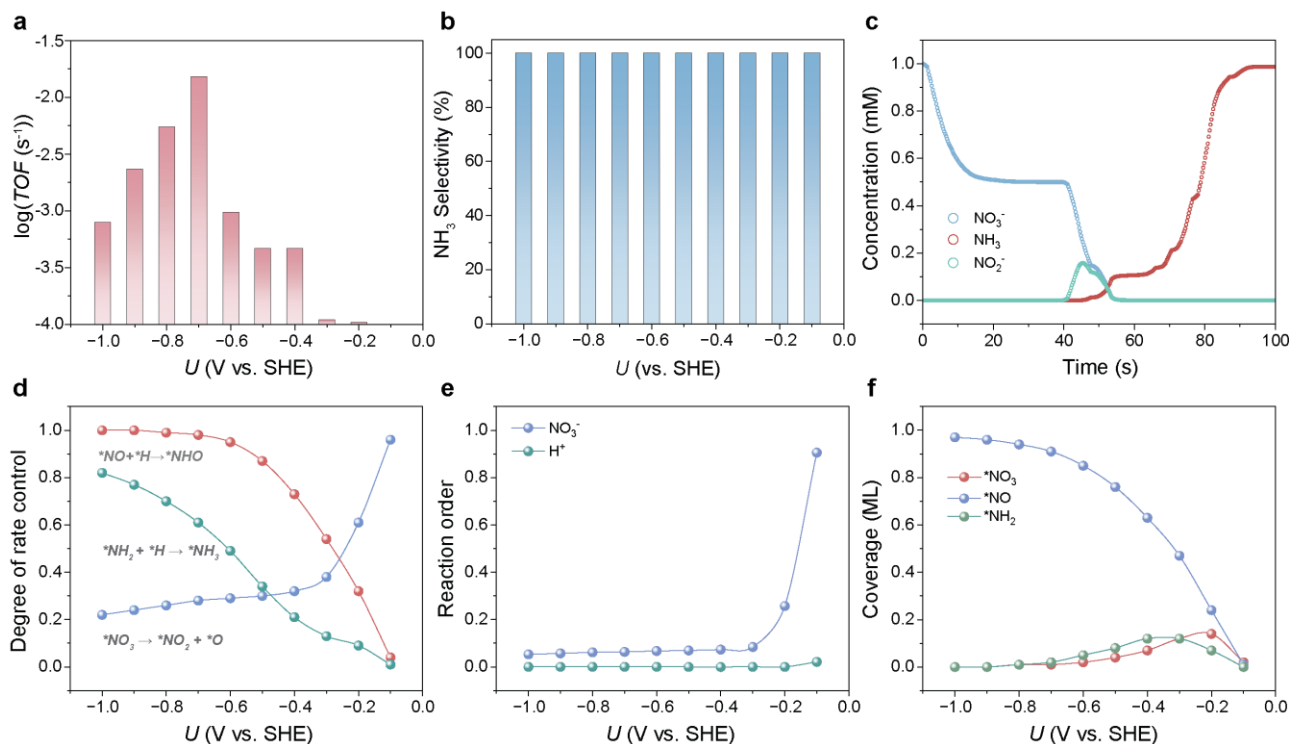 a
log(TOF (s⁻¹))
-1.5
-2.0
-2.5
-3.0
-3.5
-4.0
−1.0 −0.8 −0.6 −0.4 −0.2 0.0
U (V vs. SHE)
b
NH₃ Selectivity (%)
100
80
60
40
20
0
−1.0 −0.8 −0.6 −0.4 −0.2 0.0
U (vs. SHE)
c
Concentration (mM)
1.0
0.8
0.6
0.4
0.2
0.0
NO₃⁻
NH₃
NO₂⁻
0 20 40 60 80 100
Time (s)
d
Degree of rate control
1.0
0.8
0.6
0.4
0.2
0.0
*NO+*H→*NHO
*NH₂ + *H → *NH₃
*NO₃ → *NO₂ + *O
−1.0 −0.8 −0.6 −0.4 −0.2 0.0
U (V vs. SHE)
e
Reaction order
1.0
0.8
0.6
0.4
0.2
0.0
NO₃⁻
H⁺
−1.0 −0.8 −0.6 −0.4 −0.2 0.0
U (V vs. SHE)
f
Coverage (ML)
1.0
0.8
0.6
0.4
0.2
0.0
*NO₃
*NO
*NH₂
−1.0 −0.8 −0.6 −0.4 −0.2 0.0
U (V vs. SHE)